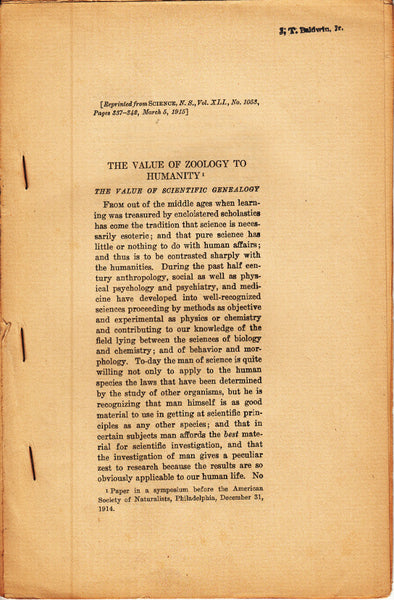 J. T. Baldwin, Jr.
[Reprinted from SCIENCE, N. S., Vol. XLI., No. 1053,
Pages 337-342, March 5, 1915]
THE VALUE OF ZOOLOGY TO
HUMANITY¹
THE VALUE OF SCIENTIFIC GENEALOGY
FROM out of the middle ages when learn-
ing was treasured by encloistered scholastics
has come the tradition that science is neces-
sarily esoteric; and that pure science has
little or nothing to do with human affairs;
and thus is to be contrasted sharply with
the humanities. During the past half cen-
tury anthropology, social as well as phys-
ical psychology and psychiatry, and medi-
cine have developed into well-recognized
sciences proceeding by methods as objective
and experimental as physics or chemistry
and contributing to our knowledge of the
field lying between the sciences of biology
and chemistry; and of behavior and mor-
phology. To-day the man of science is quite
willing not only to apply to the human
species the laws that have been determined
by the study of other organisms, but he is
recognizing that man himself is as good
material to use in getting at scientific prin-
ciples as any other species; and that in
certain subjects man affords the best mate-
rial for scientific investigation, and that
the investigation of man gives a peculiar
zest to research because the results are so
obviously applicable to our human life. No
¹ Paper in a symposium before the American
Society of Naturalists, Philadelphia, December 31,
1914.